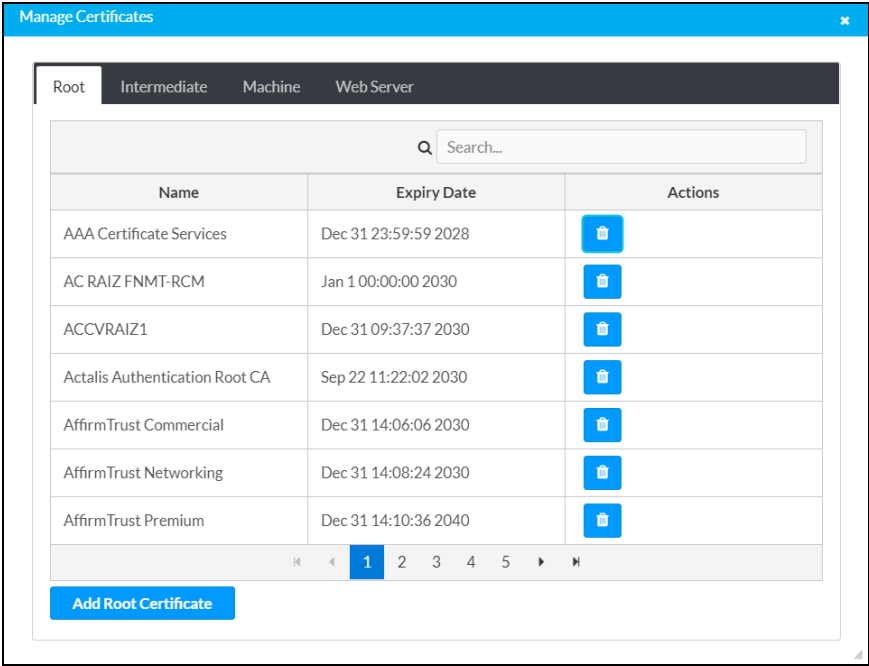 Manage Certificates
Root Intermediate Machine Web Server
Search...
Name Expiry Date Actions
AAA Certificate Services Dec 31 23:59:59 2028
AC RAIZ FNMT-RCM Jan 1 00:00:00 2030
ACCVRAIZ1 Dec 31 09:37:37 2030
Actalis Authentication Root CA Sep 22 11:22:02 2030
AffirmTrust Commercial Dec 31 14:06:06 2030
AffirmTrust Networking Dec 31 14:08:24 2030
AffirmTrust Premium Dec 31 14:10:36 2040
1 2 3 4 5
Add Root Certificate